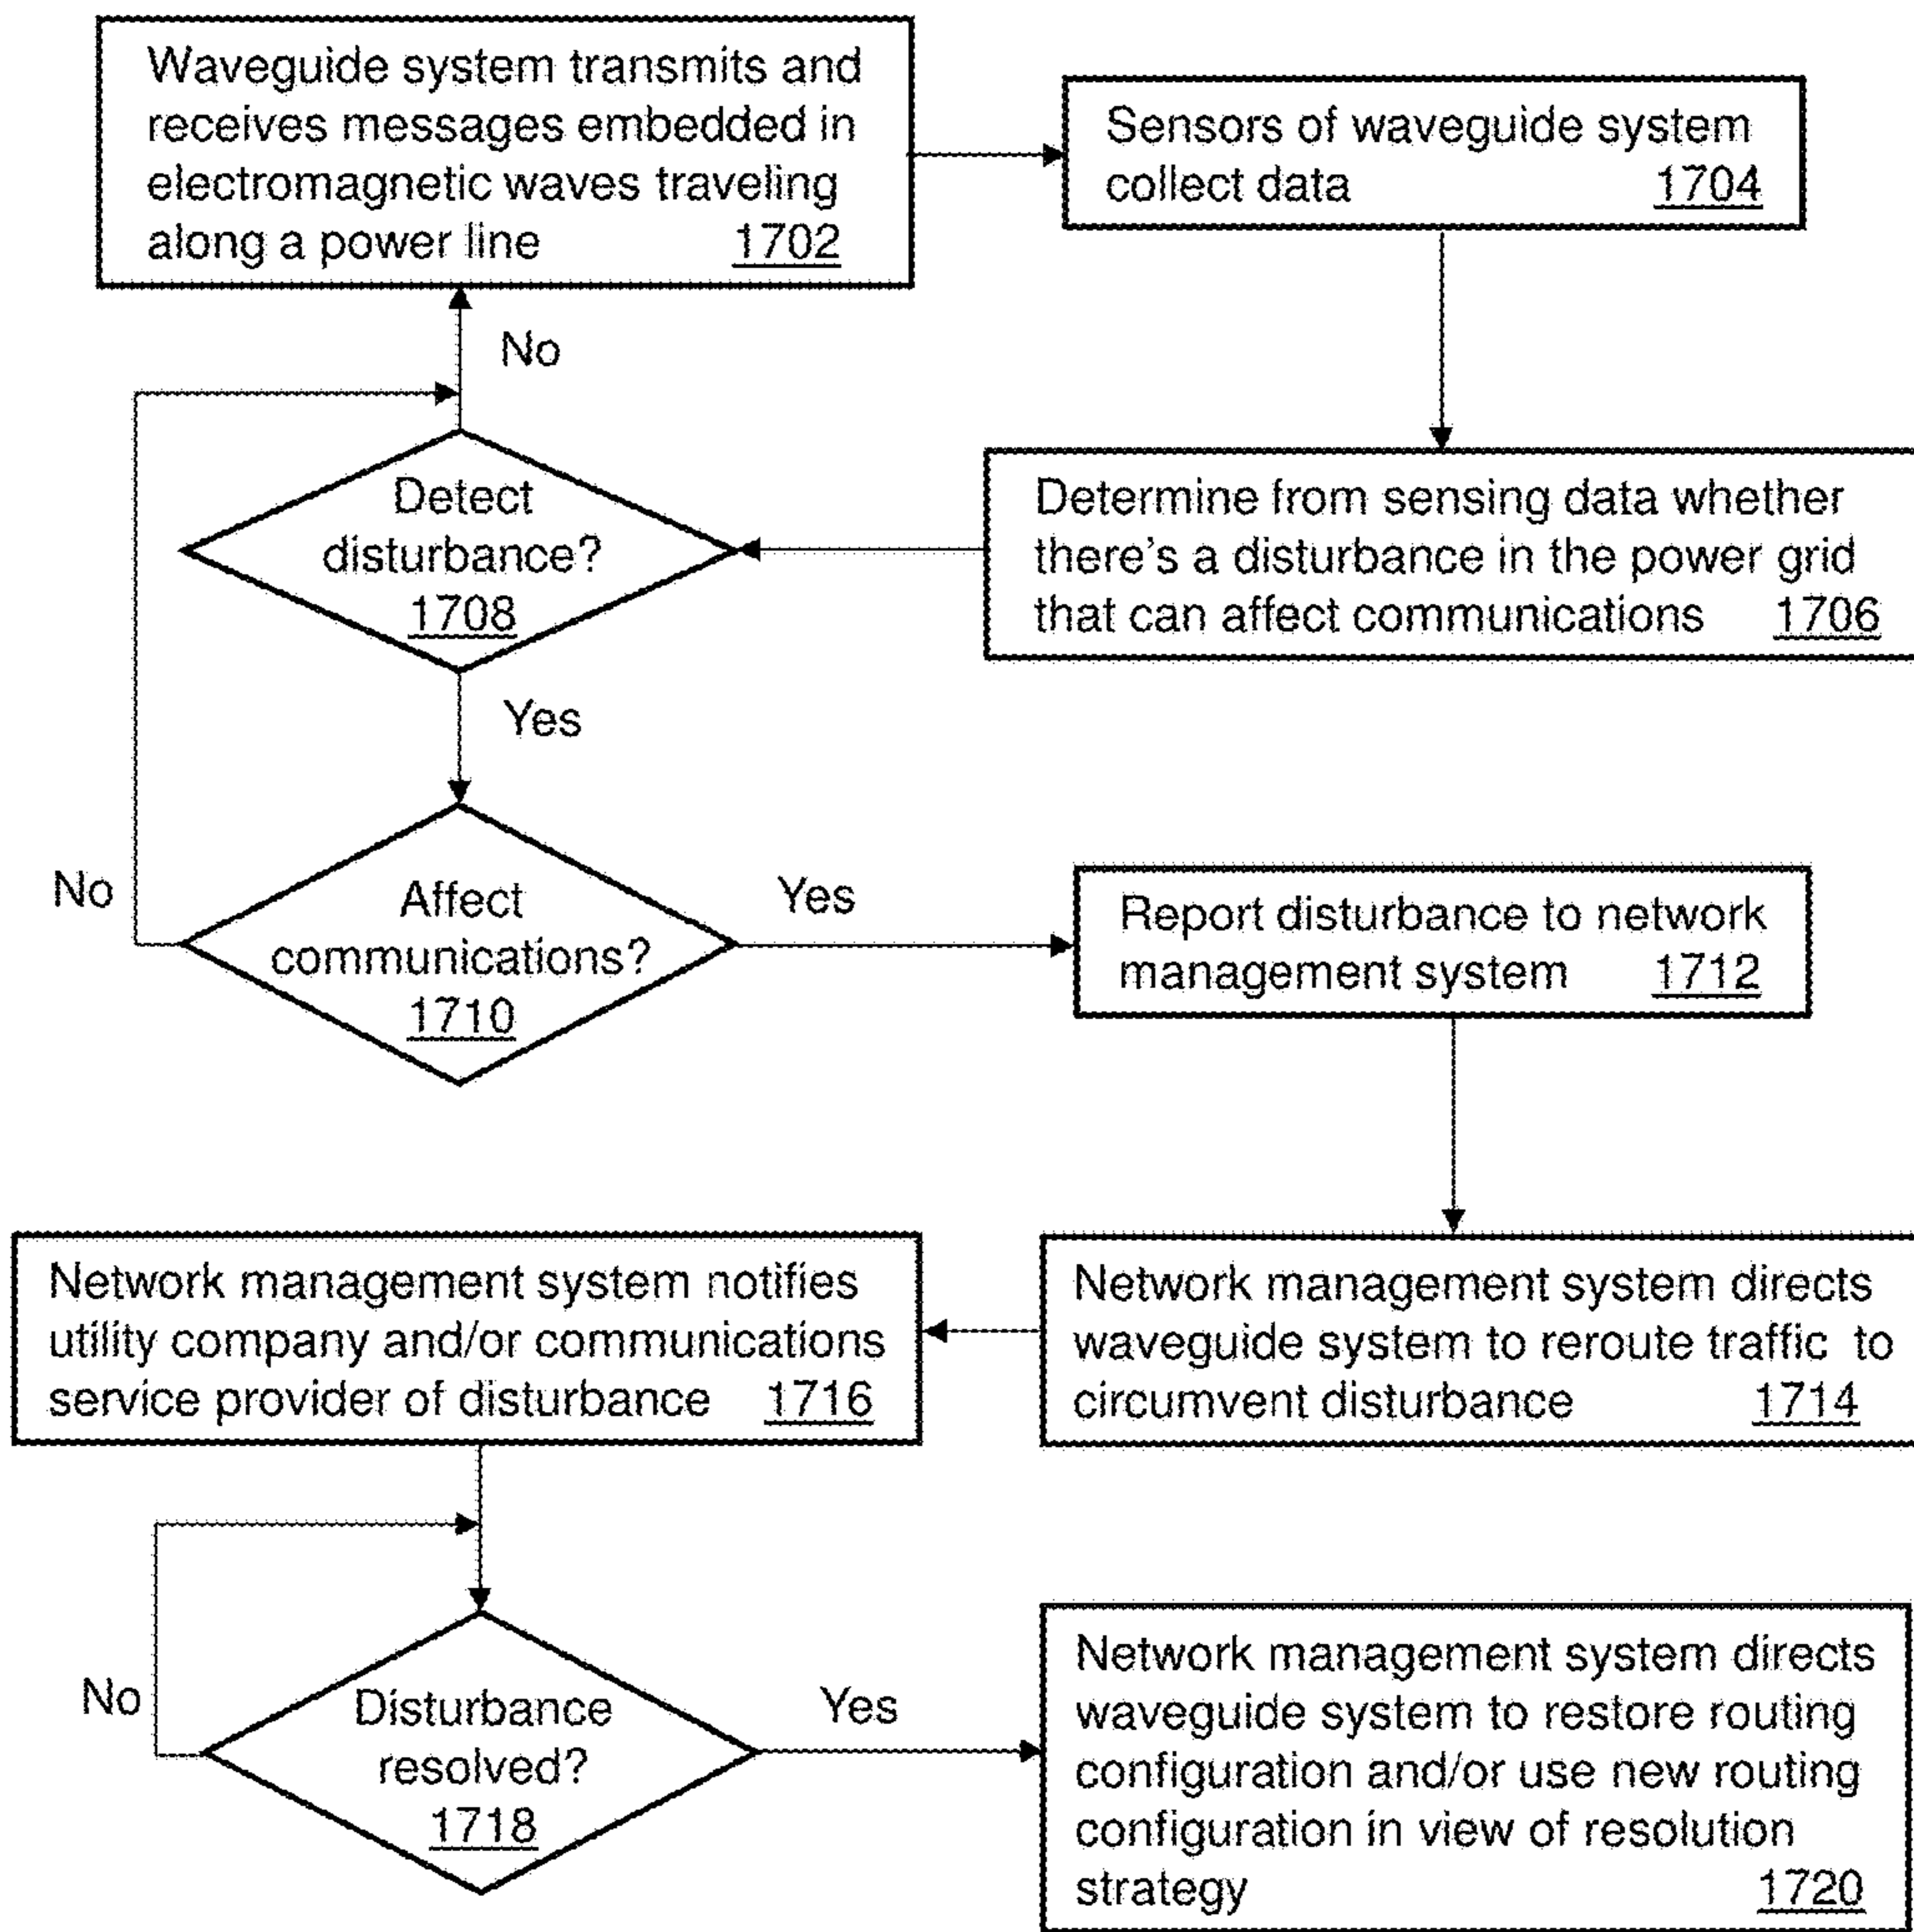 Waveguide system transmits and
receives messages embedded in
electromagnetic waves traveling
along a power line 1702
Sensors of waveguide system
collect data 1704
No
Detect
disturbance?
1708
Determine from sensing data whether
there's a disturbance in the power grid
that can affect communications 1706
Yes
No
Affect
communications?
1710
Yes
Report disturbance to network
management system 1712
Network management system notifies
utility company and/or communications
service provider of disturbance 1716
Network management system directs
waveguide system to reroute traffic to
circumvent disturbance 1714
No
Disturbance
resolved?
1718
Yes
Network management system directs
waveguide system to restore routing
configuration and/or use new routing
configuration in view of resolution
strategy 1720